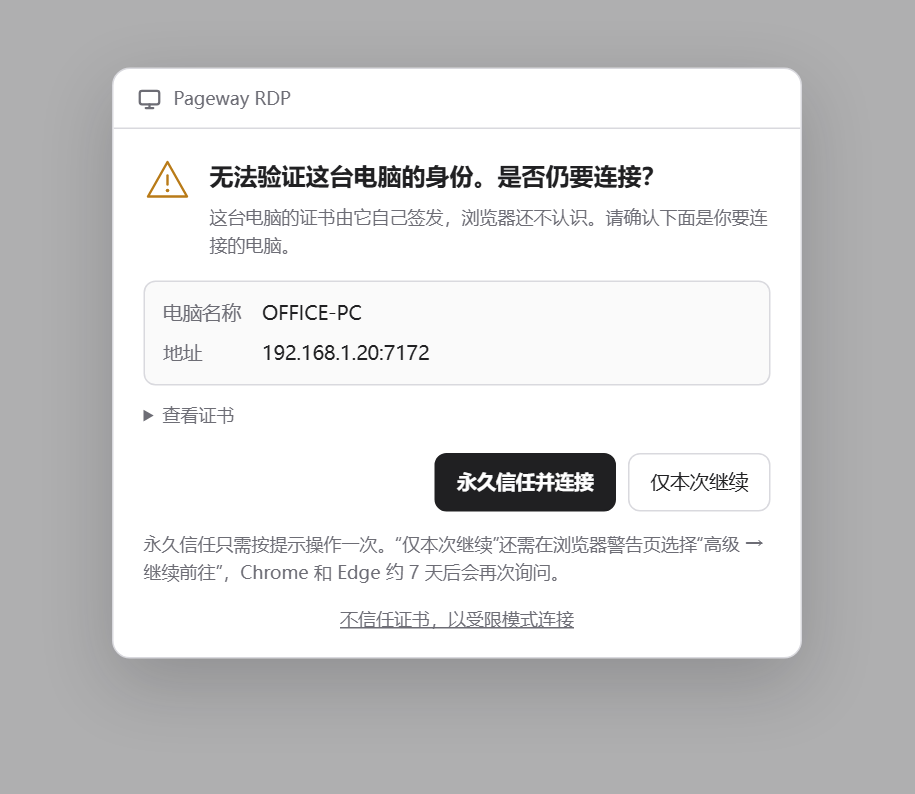 Pageway RDP
无法验证这台电脑的身份。是否仍要连接？
这台电脑的证书由它自己签发，浏览器还不认识。请确认下面是你要连
接的电脑。
电脑名称 OFFICE-PC
地址 192.168.1.20:7172
查看证书
永久信任并连接 仅本次继续
永久信任只需按提示操作一次。“仅本次继续”还需在浏览器警告页选择“高级 →
继续前往”，Chrome 和 Edge 约 7 天后会再次询问。
不信任证书，以受限模式连接